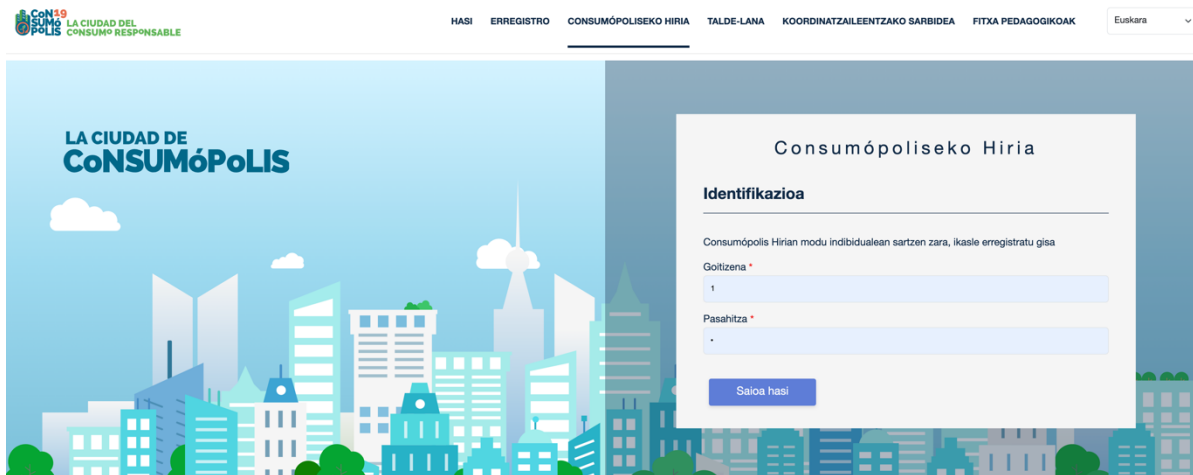 CoN19
SUMó
PoLIS
LA CIUDAD DEL
CoNSUMo RESPoNSABLE
HASI ERREGISTRO CONSUMÓPOLISEKO HIRIA TALDE-LANA KOORDINATZAILEENTZAKO SARBIDEA FITXA PEDAGOGIKOAK Euskara
LA CIUDAD DE
CoNSUMóPoLIS
Consumópoliseko Hiria
Identifikazioa
Consumópolis Hirian modu indibidualean sartzen zara, ikasle erregistratu gisa
Goitizena *
1
Pasahitza *
•
Saioa hasi